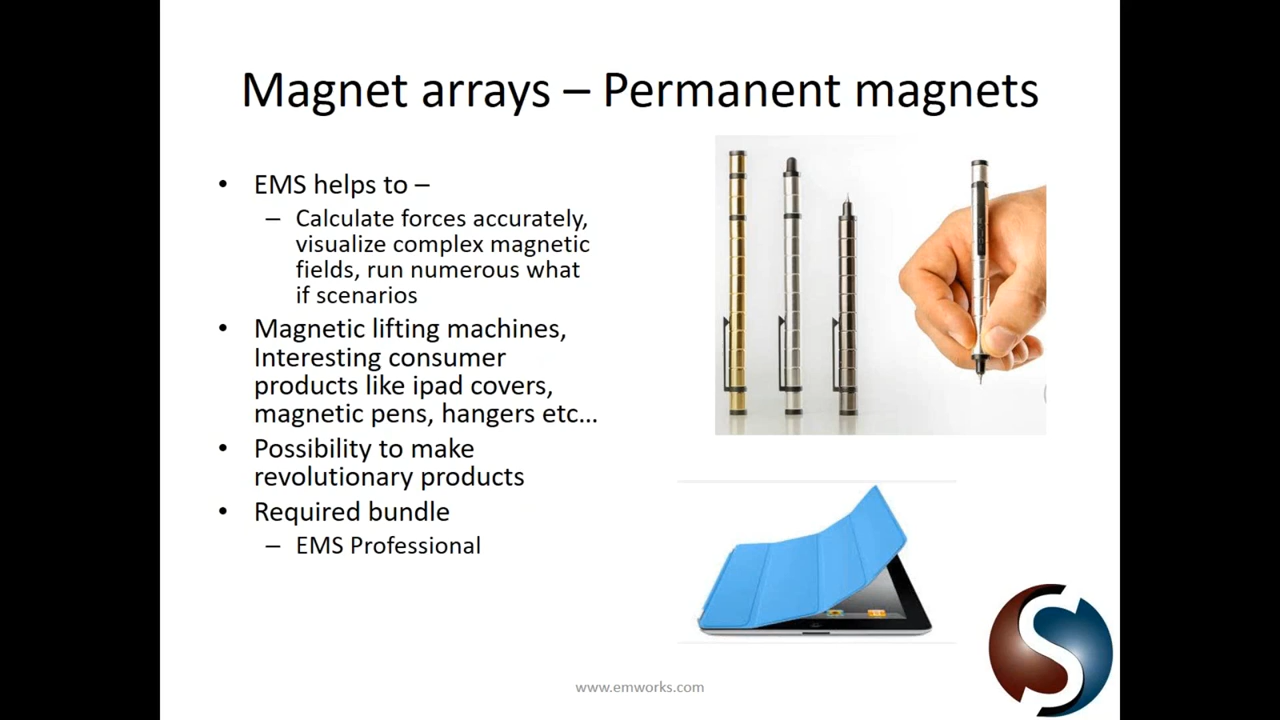 Magnet arrays – Permanent magnets
• EMS helps to –
– Calculate forces accurately,
visualize complex magnetic
fields, run numerous what
if scenarios
• Magnetic lifting machines,
Interesting consumer
products like ipad covers,
magnetic pens, hangers etc…
• Possibility to make
revolutionary products
• Required bundle
– EMS Professional
www.emworks.com